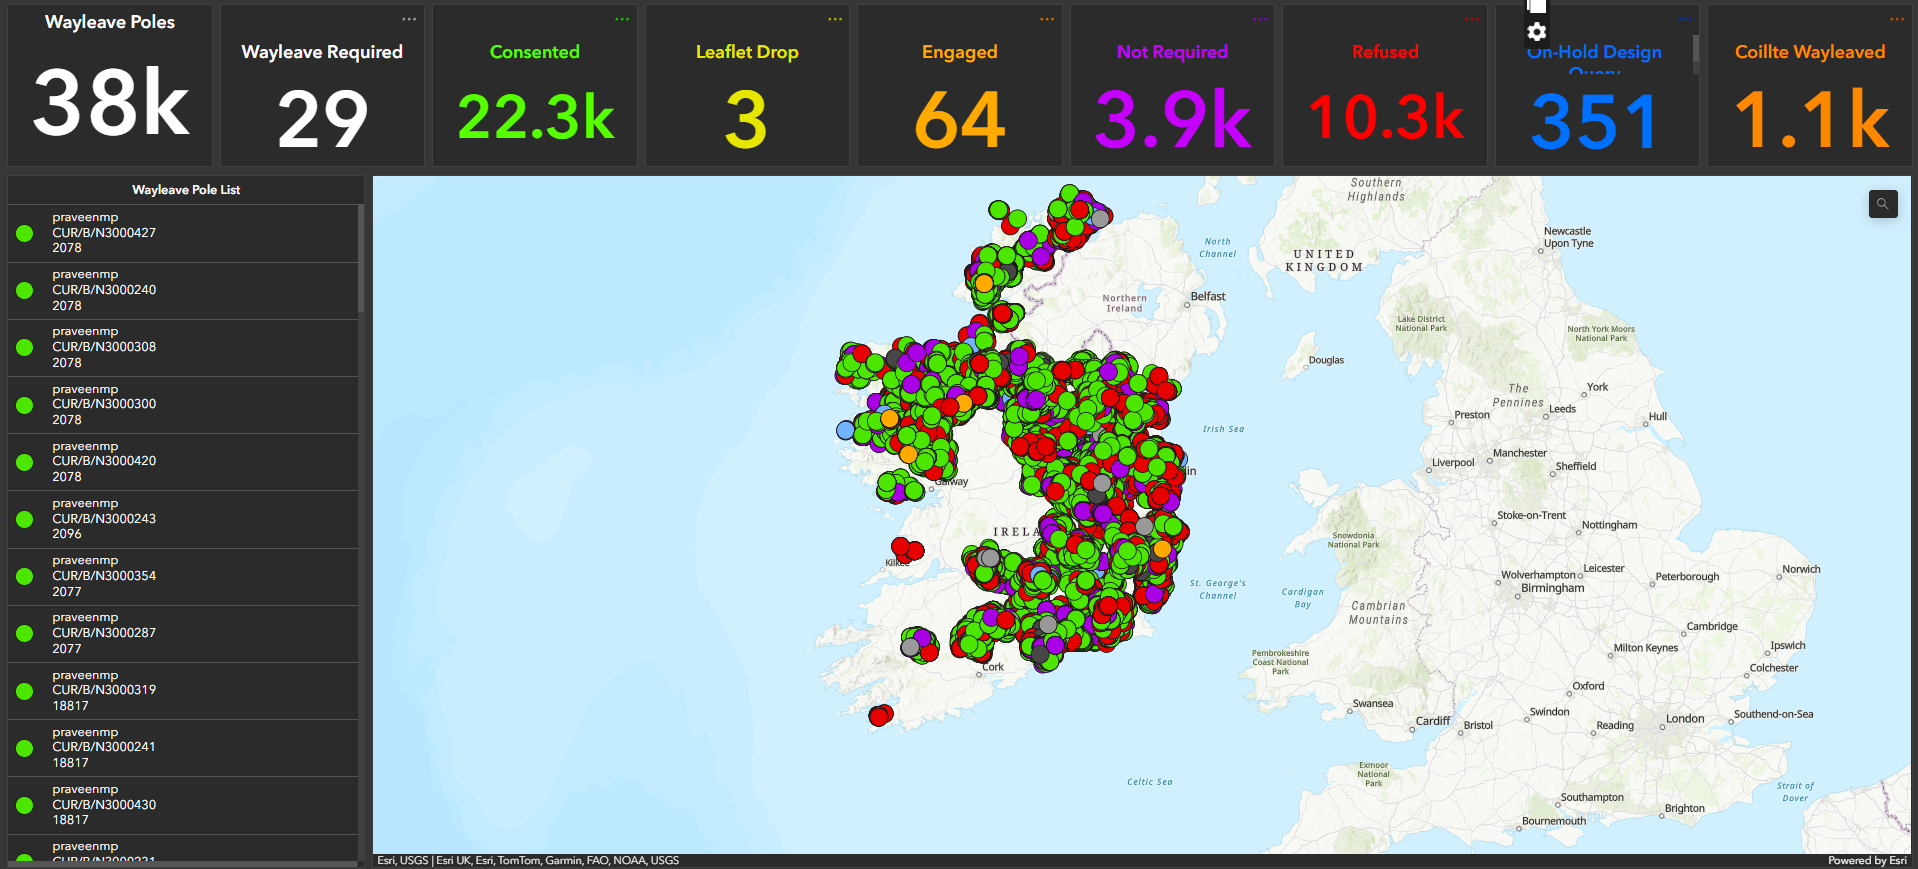 Wayleave Poles
38k
Wayleave Required
29
Consented
22.3k
Leaflet Drop
3
Engaged
64
Not Required
3.9k
Refused
10.3k
On-Hold Design
Query
351
Coillte Wayleaved
1.1k
Wayleave Pole List
praveenmp
CUR/B/N3000427
2078
praveenmp
CUR/B/N3000240
2078
praveenmp
CUR/B/N3000308
2078
praveenmp
CUR/B/N3000300
2078
praveenmp
CUR/B/N3000420
2078
praveenmp
CUR/B/N3000243
2096
praveenmp
CUR/B/N3000354
2077
praveenmp
CUR/B/N3000287
2077
praveenmp
CUR/B/N3000319
18817
praveenmp
CUR/B/N3000241
18817
praveenmp
CUR/B/N3000430
18817
praveenmp
Southern
Highlands
Newcastle
Upon Tyne
North
Channel
UNITED
KINGDOM
Northern
Ireland
Belfast
Lake District
National Park
North York Moors
National Park
Douglas
The
Pennines
York
Preston
Leeds
Hull
Irish Sea
Liverpool
Manchester
Sheffield
lin
Galway
IRELA
Stoke-on-Trent
Nottingham
Snowdonia
National Park
Kilkee
St. George's
Channel
Cardigan
Bay
Wolverhampton
Leicester
Birmingham
Peterborough
Norwich
Cambrian
Mountains
Cambridge
Milton Keynes
Ipswich
Colchester
Pembrokeshire
Coast National
Park
Cork
Oxford
Swansea
Cardiff
Bristol
Swindon
Reading
London
Southend-on-Sea
Celtic Sea
Exmoor
National
Park
Strait of
Dover
Southampton
Brighton
Bournemouth
Esri, USGS | Esri UK, Esri, TomTom, Garmin, FAO, NOAA, USGS
Powered by Esri